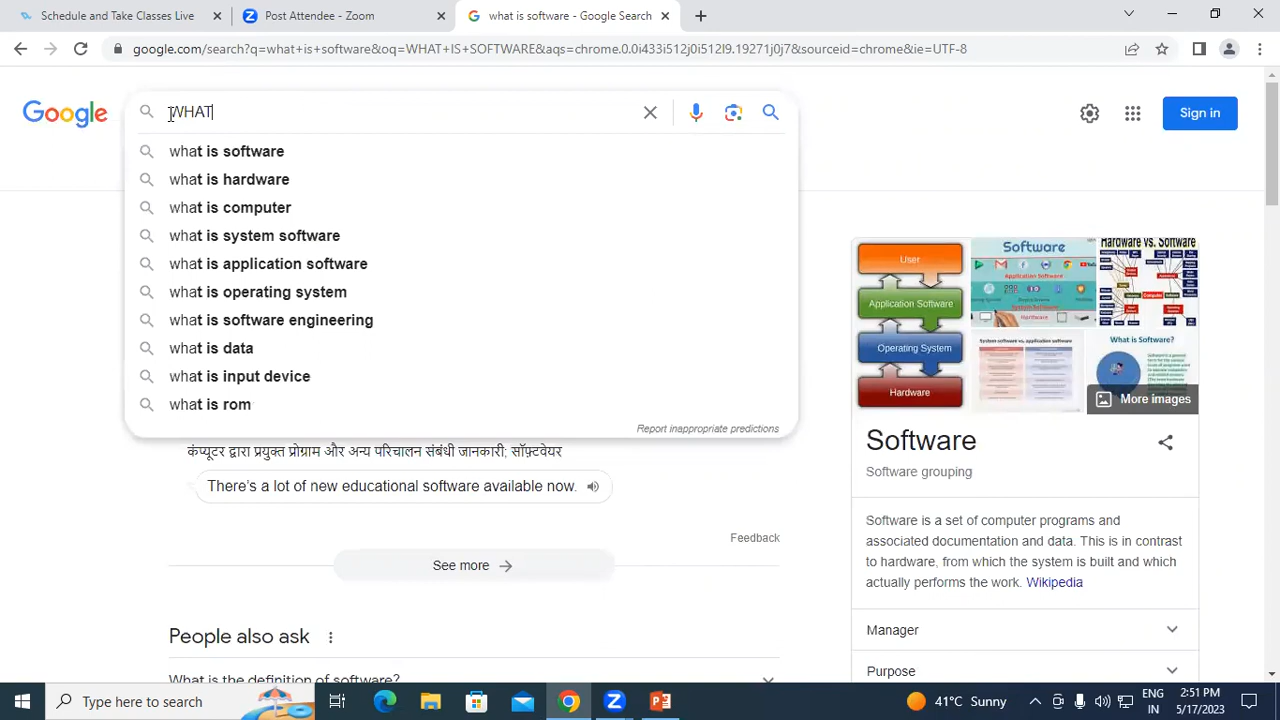 Schedule and Take Classes Live
Post Attendee - Zoom
what is software - Google Search
google.com/search?q=what+is+software&oq=WHAT+IS+SOFTWARE&aqs=chrome.0.0i433i512j0i512l9.19271j0j7&sourceid=chrome&ie=UTF-8
Google
WHAT
Sign in
what is software
what is hardware
what is computer
what is system software
what is application software
what is operating system
what is software engineering
what is data
what is input device
what is rom
Report inappropriate predictions
कंप्यूटर द्वारा प्रयुक्त प्रोग्राम और अन्य परिचालन संबंधी जानकारी; सॉफ़्टवेयर
There's a lot of new educational software available now.
Feedback
See more
People also ask
What is the definition of software?
User
Application Software
Operating System
Hardware
Software
Application Software
Hardware vs. Software
System software vs. application software
What is Software?
More images
Software
Software grouping
Software is a set of computer programs and
associated documentation and data. This is in contrast
to hardware, from which the system is built and which
actually performs the work. Wikipedia
Manager
Purpose
Type here to search
41°C Sunny
ENG
IN
2:51 PM
5/17/2023